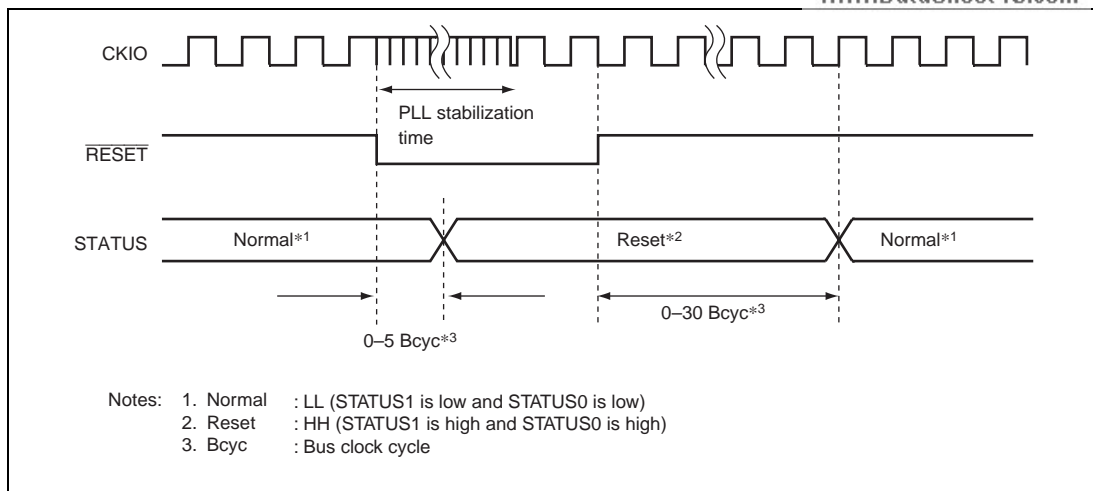 CKIO
PLL stabilization
time
RESET
STATUS
Normal*1
Reset*2
Normal*1
0–5 Bcyc*3
0–30 Bcyc*3
Notes: 1. Normal : LL (STATUS1 is low and STATUS0 is low)
2. Reset : HH (STATUS1 is high and STATUS0 is high)
3. Bcyc : Bus clock cycle